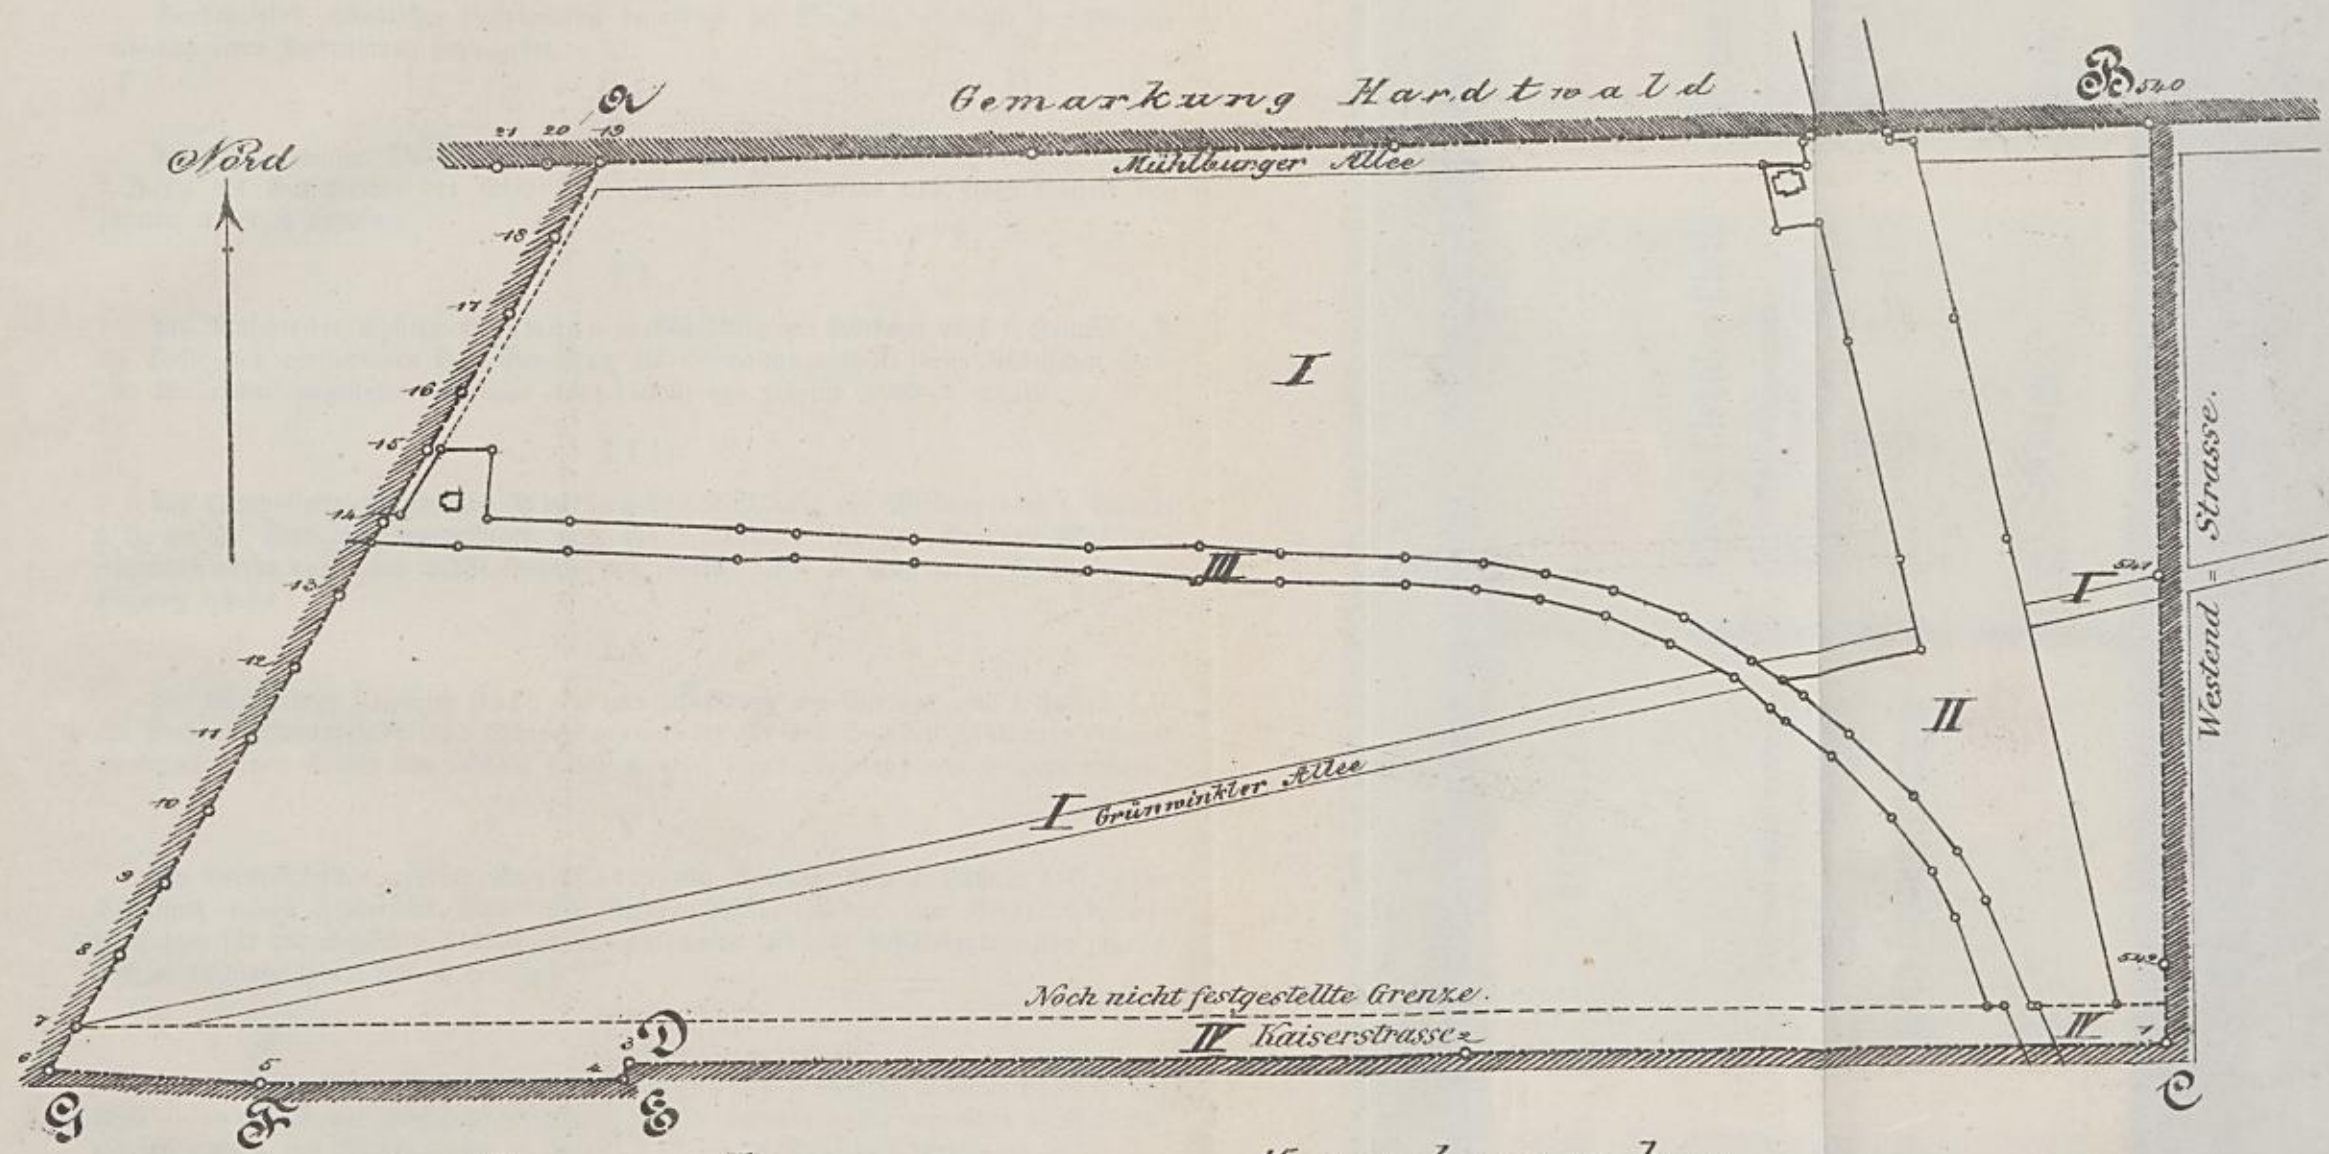 Gemarkung Hardtwald
A
B 540
21 20 19
Nord
Mühlburger Allee
18
17
I
16
15
14
III
13
541
I
Westend = Strasse.
12
11
II
10
I Grünwinkler Allee
9
8
542
Noch nicht festgestellte Grenze.
7
3 D
IV Kaiserstrasse 2
IV 1
6
5
4
G
F
E
C